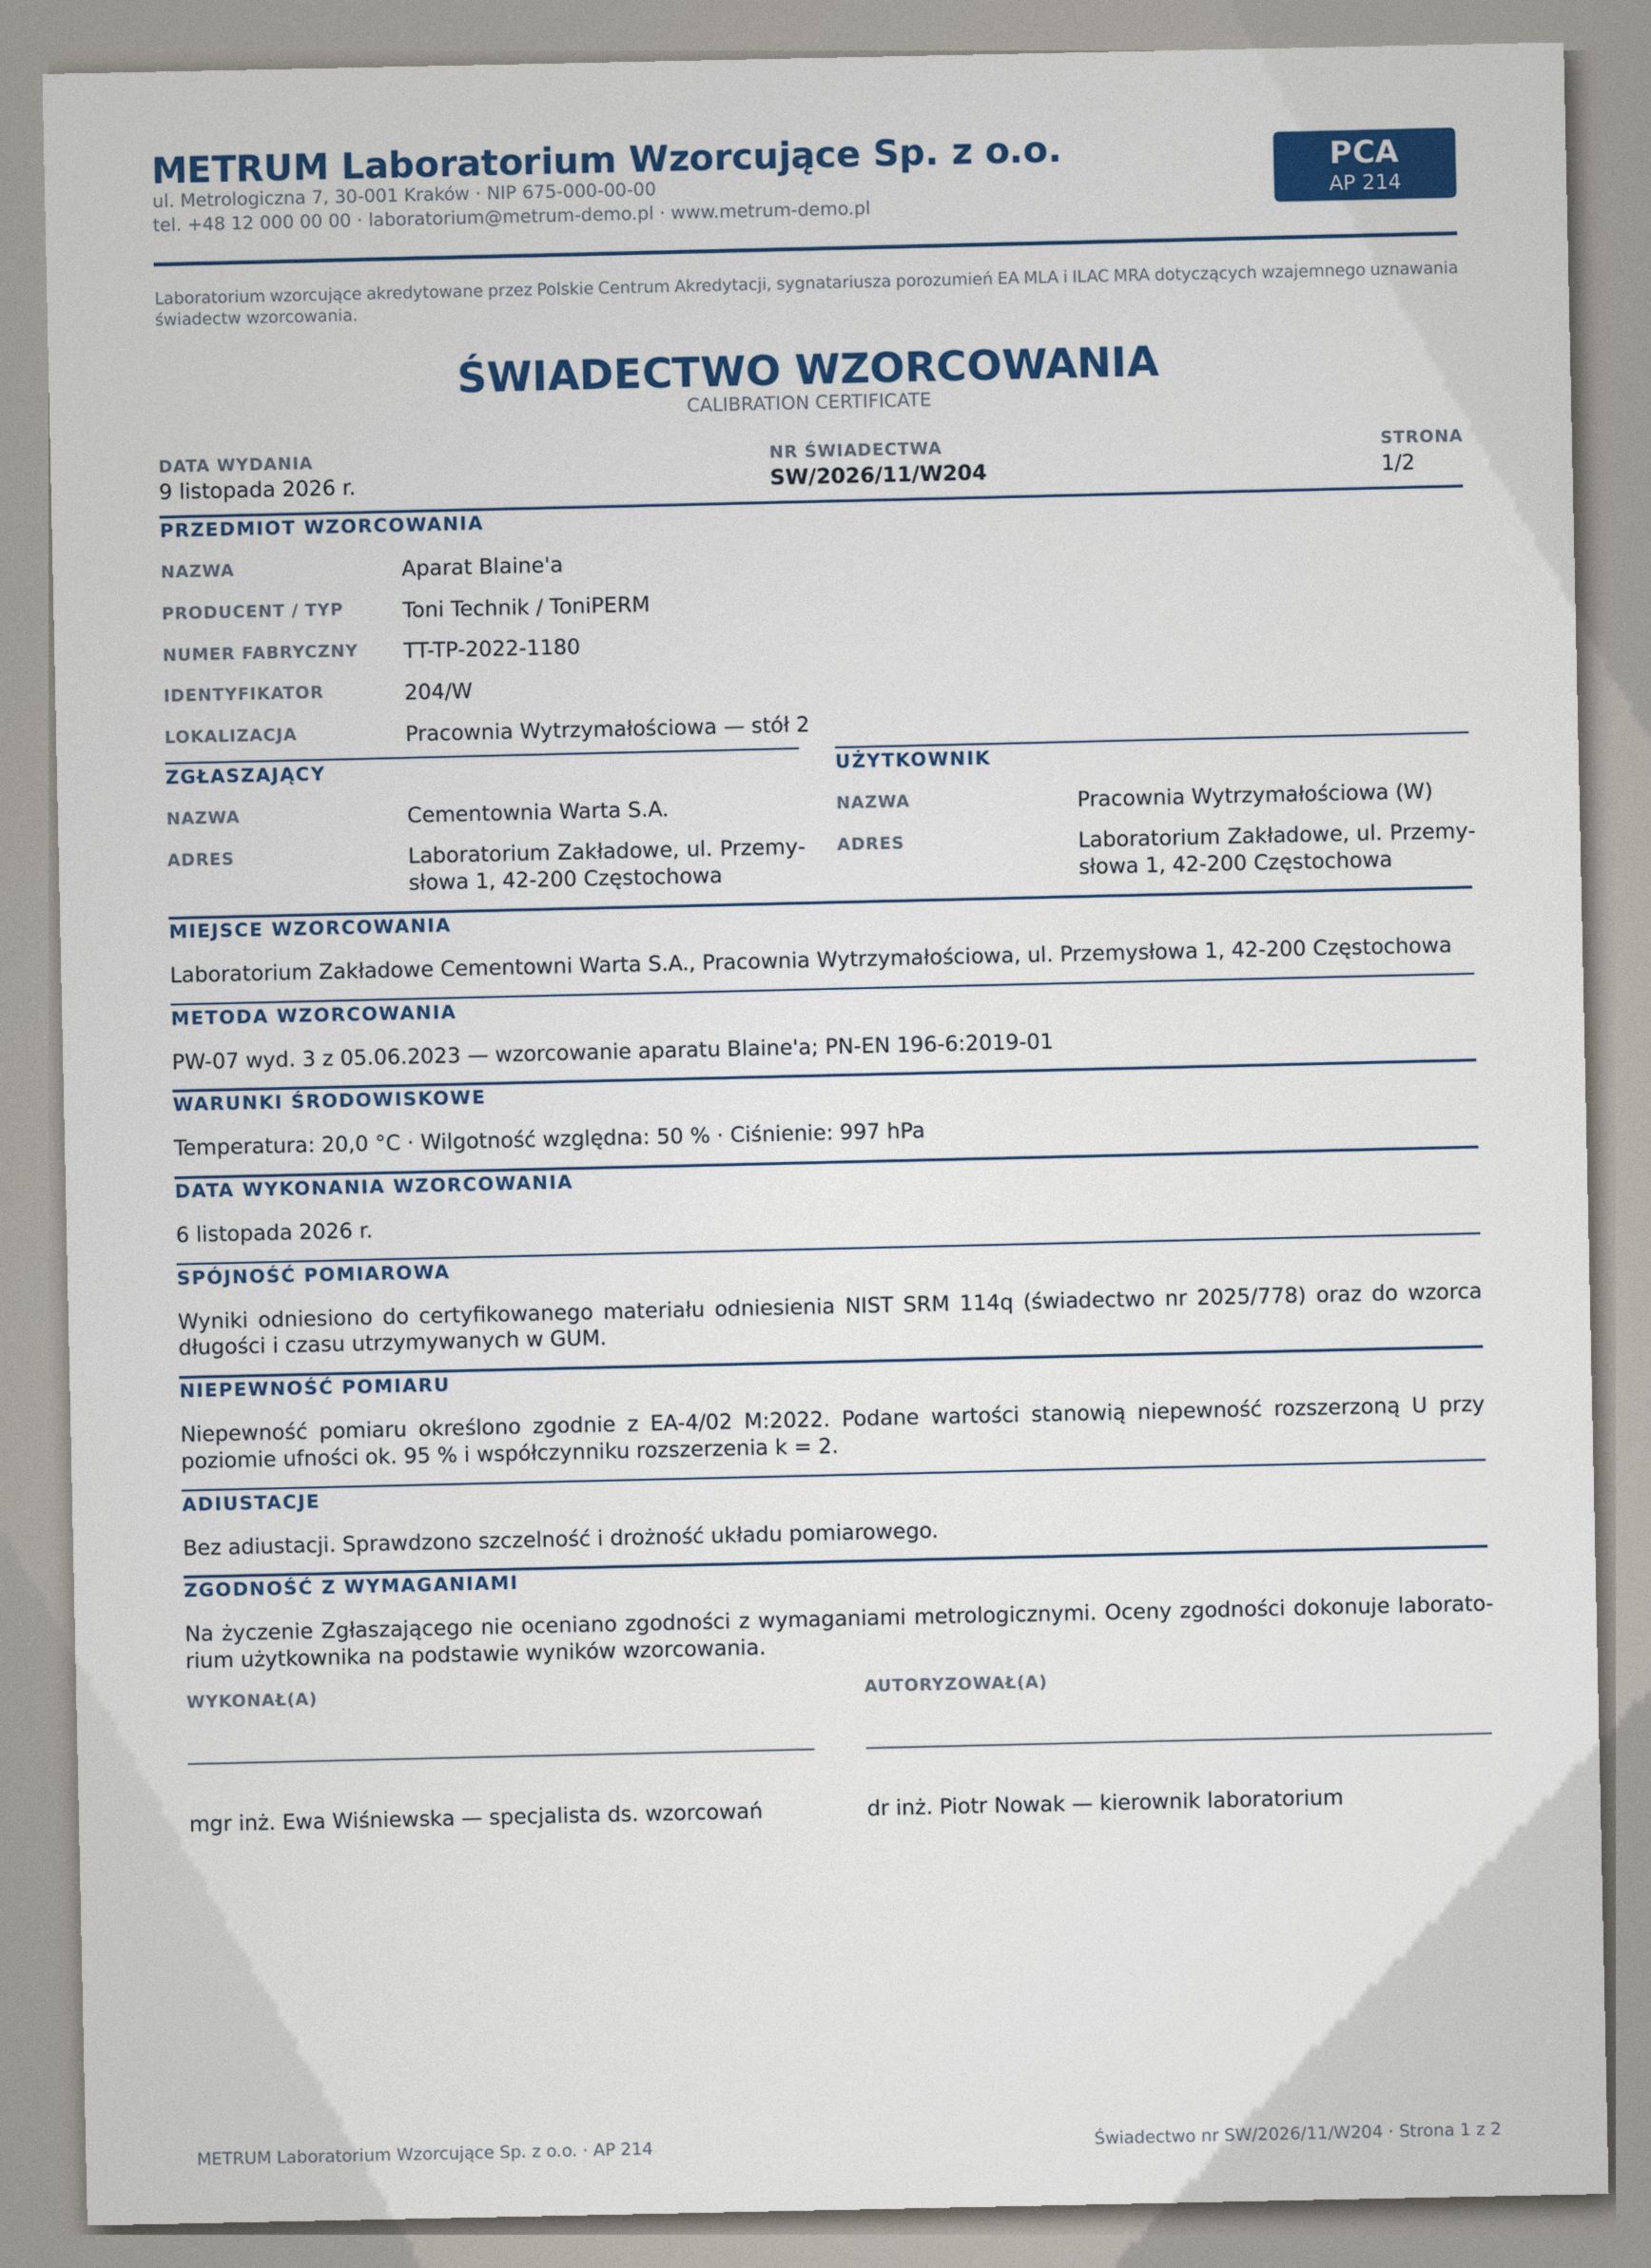 METRUM Laboratorium Wzorcujące Sp. z o.o.
ul. Metrologiczna 7, 30-001 Kraków · NIP 675-000-00-00
tel. +48 12 000 00 00 · laboratorium@metrum-demo.pl · www.metrum-demo.pl
PCA
AP 214
Laboratorium wzorcujące akredytowane przez Polskie Centrum Akredytacji, sygnatariusza porozumień EA MLA i ILAC MRA dotyczących wzajemnego uznawania
świadectw wzorcowania.
ŚWIADECTWO WZORCOWANIA
CALIBRATION CERTIFICATE
DATA WYDANIA
9 listopada 2026 r.
NR ŚWIADECTWA
SW/2026/11/W204
STRONA
1/2
PRZEDMIOT WZORCOWANIA
NAZWA Aparat Blaine'a
PRODUCENT / TYP Toni Technik / ToniPERM
NUMER FABRYCZNY TT-TP-2022-1180
IDENTYFIKATOR 204/W
LOKALIZACJA Pracownia Wytrzymałościowa — stół 2
ZGŁASZAJĄCY
NAZWA Cementownia Warta S.A.
ADRES Laboratorium Zakładowe, ul. Przemy-
słowa 1, 42-200 Częstochowa
UŻYTKOWNIK
NAZWA Pracownia Wytrzymałościowa (W)
ADRES Laboratorium Zakładowe, ul. Przemy-
słowa 1, 42-200 Częstochowa
MIEJSCE WZORCOWANIA
Laboratorium Zakładowe Cementowni Warta S.A., Pracownia Wytrzymałościowa, ul. Przemysłowa 1, 42-200 Częstochowa
METODA WZORCOWANIA
PW-07 wyd. 3 z 05.06.2023 — wzorcowanie aparatu Blaine'a; PN-EN 196-6:2019-01
WARUNKI ŚRODOWISKOWE
Temperatura: 20,0 °C · Wilgotność względna: 50 % · Ciśnienie: 997 hPa
DATA WYKONANIA WZORCOWANIA
6 listopada 2026 r.
SPÓJNOŚĆ POMIAROWA
Wyniki odniesiono do certyfikowanego materiału odniesienia NIST SRM 114q (świadectwo nr 2025/778) oraz do wzorca
długości i czasu utrzymywanych w GUM.
NIEPEWNOŚĆ POMIARU
Niepewność pomiaru określono zgodnie z EA-4/02 M:2022. Podane wartości stanowią niepewność rozszerzoną U przy
poziomie ufności ok. 95 % i współczynniku rozszerzenia k = 2.
ADIUSTACJE
Bez adiustacji. Sprawdzono szczelność i drożność układu pomiarowego.
ZGODNOŚĆ Z WYMAGANIAMI
Na życzenie Zgłaszającego nie oceniano zgodności z wymaganiami metrologicznymi. Oceny zgodności dokonuje laborato-
rium użytkownika na podstawie wyników wzorcowania.
WYKONAŁ(A)
mgr inż. Ewa Wiśniewska — specjalista ds. wzorcowań
AUTORYZOWAŁ(A)
dr inż. Piotr Nowak — kierownik laboratorium
METRUM Laboratorium Wzorcujące Sp. z o.o. · AP 214
Świadectwo nr SW/2026/11/W204 · Strona 1 z 2